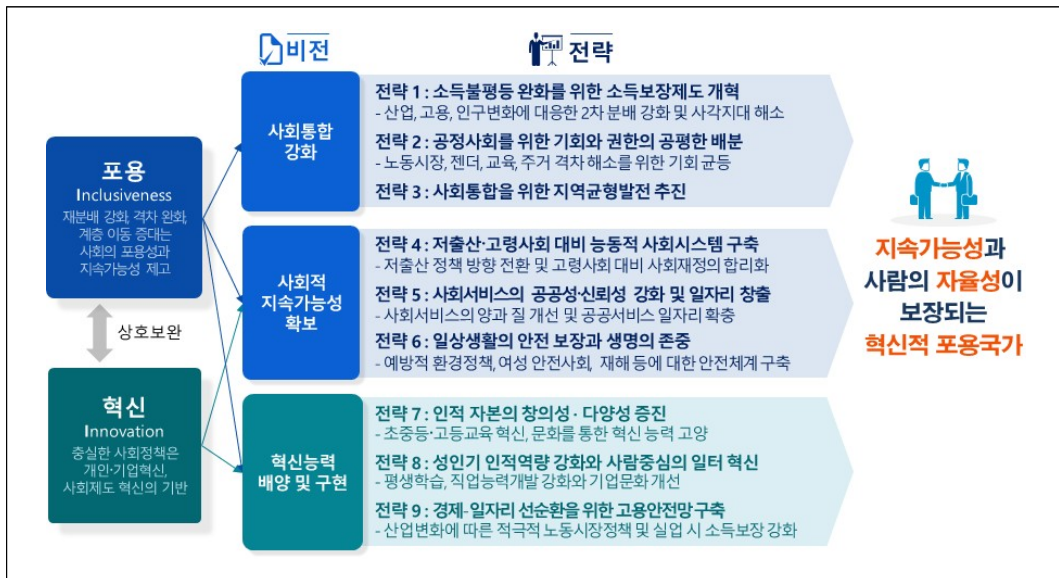 비전
전략
포용
Inclusiveness
재분배 강화, 격차 완화,
계층 이동 증대는
사회의 포용성과
지속가능성 제고
상호보완
혁신
Innovation
충실한 사회정책은
개인·기업혁신,
사회제도 혁신의 기반
사회통합
강화
전략 1 : 소득불평등 완화를 위한 소득보장제도 개혁
- 산업, 고용, 인구변화에 대응한 2차 분배 강화 및 사각지대 해소
전략 2 : 공정사회를 위한 기회와 권한의 공평한 배분
- 노동시장, 젠더, 교육, 주거 격차 해소를 위한 기회 균등
전략 3 : 사회통합을 위한 지역균형발전 추진
사회적
지속가능성
확보
전략 4 : 저출산·고령사회 대비 능동적 사회시스템 구축
- 저출산 정책 방향 전환 및 고령사회 대비 사회재정의 합리화
전략 5 : 사회서비스의 공공성·신뢰성 강화 및 일자리 창출
- 사회서비스의 양과 질 개선 및 공공서비스 일자리 확충
전략 6 : 일상생활의 안전 보장과 생명의 존중
- 예방적 환경정책, 여성 안전사회, 재해 등에 대한 안전체계 구축
혁신능력
배양 및 구현
전략 7 : 인적 자본의 창의성 · 다양성 증진
- 초중등·고등교육 혁신, 문화를 통한 혁신 능력 고양
전략 8 : 성인기 인적역량 강화와 사람중심의 일터 혁신
- 평생학습, 직업능력개발 강화와 기업문화 개선
전략 9 : 경제-일자리 선순환을 위한 고용안전망 구축
- 산업변화에 따른 적극적 노동시장정책 및 실업 시 소득보장 강화
지속가능성과
사람의 자율성이
보장되는
혁신적 포용국가